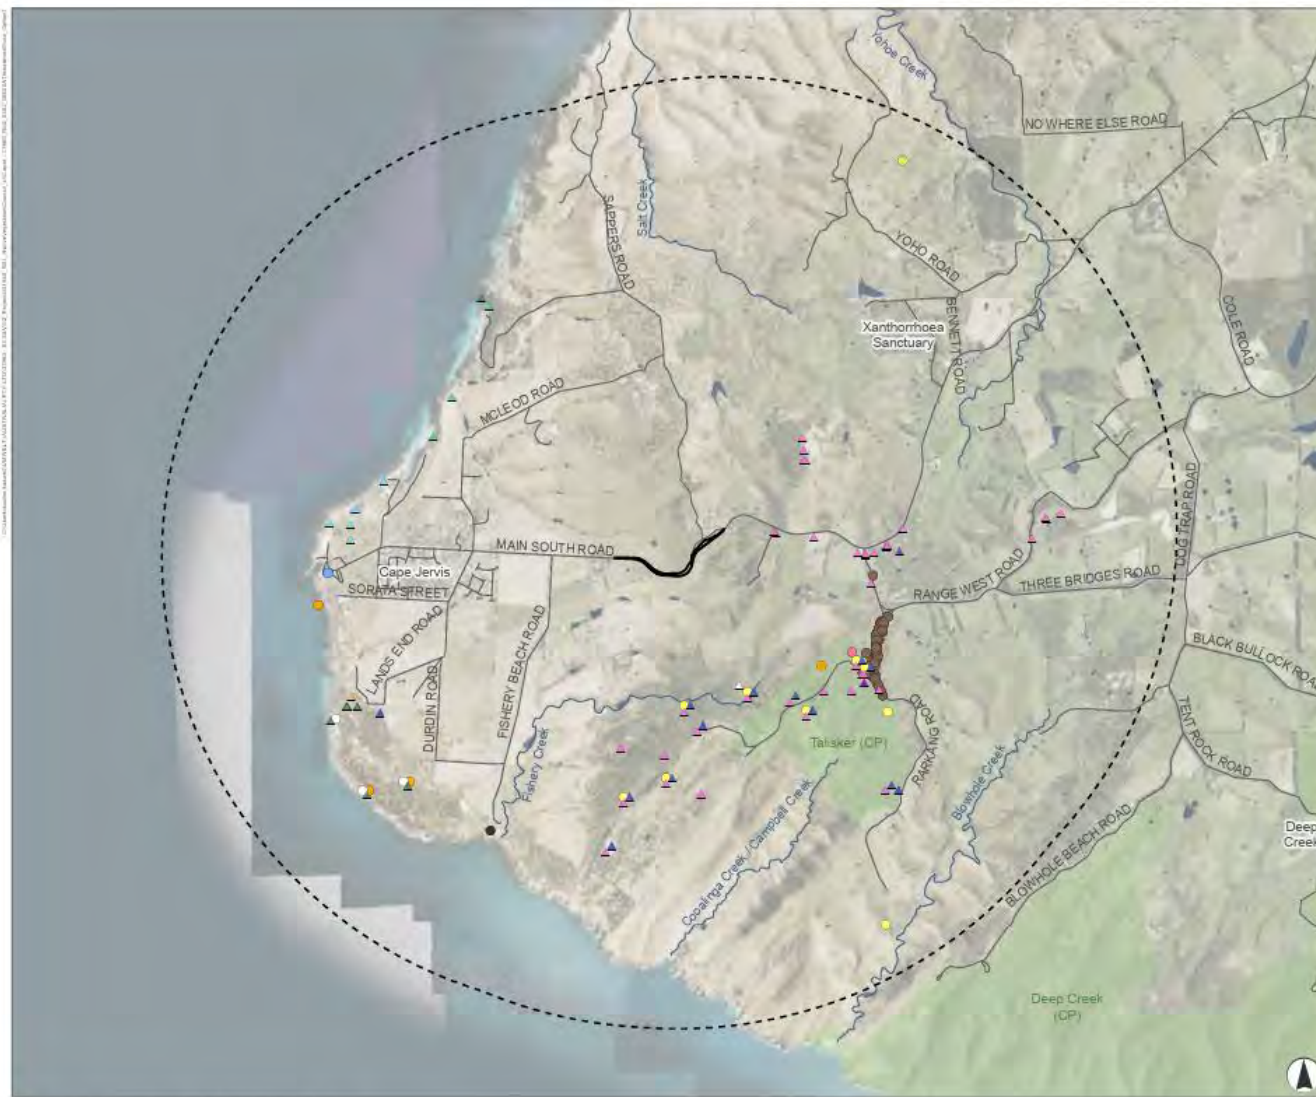 Yohoe Creek
NO WHERE ELSE ROAD
SAPPERS ROAD
Salt Creek
YOHO ROAD
BENNETT ROAD
COLE ROAD
Xanthorrhoea
Sanctuary
MCLEOD ROAD
DOG TRAP ROAD
MAIN SOUTH ROAD
Cape Jervis
SORATA STREET
RANGE WEST ROAD
THREE BRIDGES ROAD
LANDS END ROAD
FISHERY BEACH ROAD
DURDIN ROAD
BLACK BULLOCK ROAD
Fishery Creek
Talisker (CP)
RARKANG ROAD
TENT ROCK ROAD
Blowhole Creek
Cooalinga Creek / Campbell Creek
BLOWHOLE BEACH ROAD
Deep
Creek
Deep Creek
(CP)